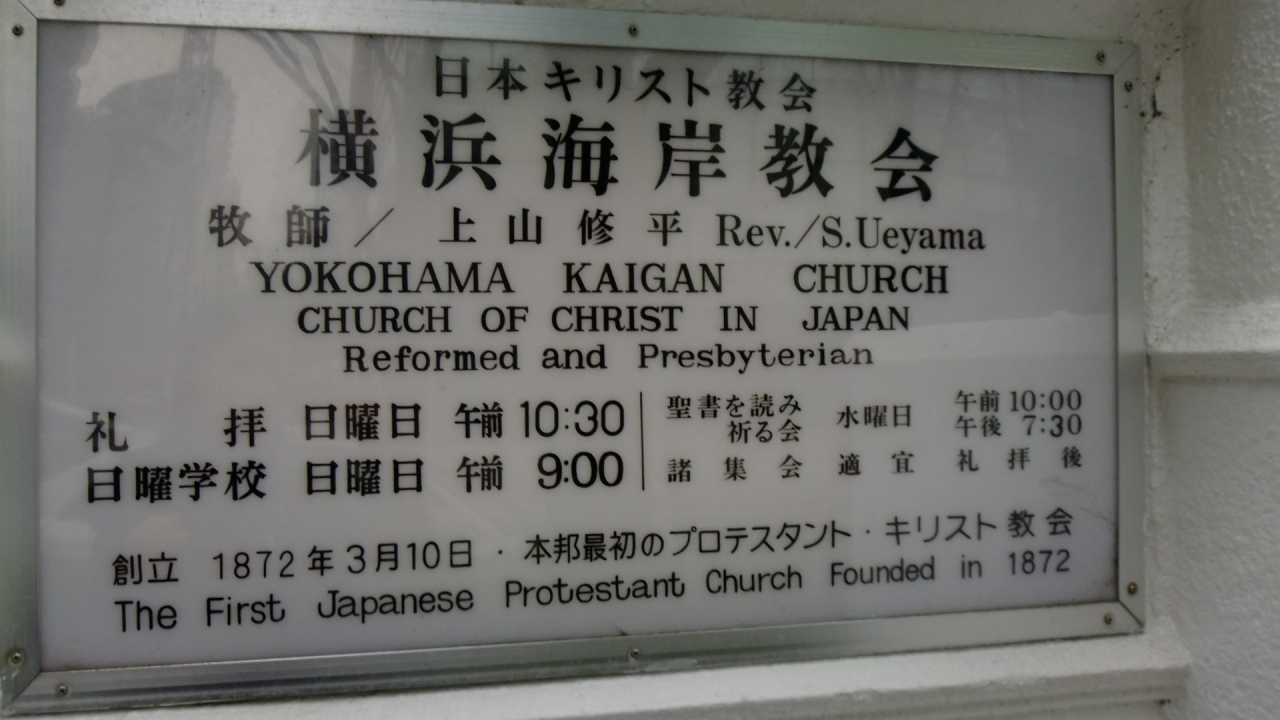 日本キリスト教会
横浜海岸教会
牧師／上山修平 Rev./S.Ueyama
YOKOHAMA KAIGAN CHURCH
CHURCH OF CHRIST IN JAPAN
Reformed and Presbyterian
礼拝 日曜日 午前 10:30
日曜学校 日曜日 午前 9:00
聖書を読み 祈る会 水曜日 午前 10:00 午後 7:30
諸集会 適宜 礼拝後
創立 1872年3月10日・本邦最初のプロテスタント・キリスト教会
The First Japanese Protestant Church Founded in 1872